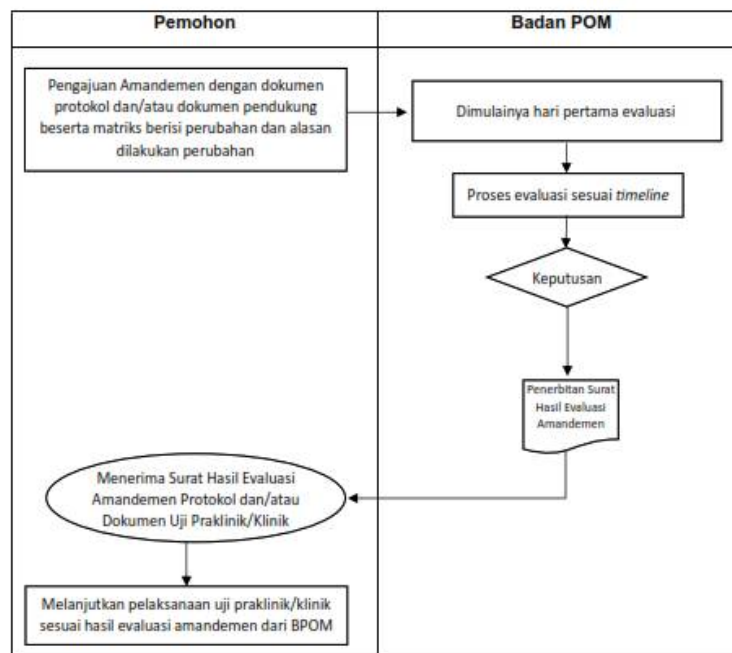 Pemohon
Badan POM
Pengajuan Amandemen dengan dokumen
protokol dan/atau dokumen pendukung
beserta matriks berisi perubahan dan alasan
dilakukan perubahan
Dimulainya hari pertama evaluasi
Proses evaluasi sesuai timeline
Keputusan
Penerbitan Surat
Hasil Evaluasi
Amandemen
Menerima Surat Hasil Evaluasi
Amandemen Protokol dan/atau
Dokumen Uji Praklinik/Klinik
Melanjutkan pelaksanaan uji praklinik/klinik
sesuai hasil evaluasi amandemen dari BPOM